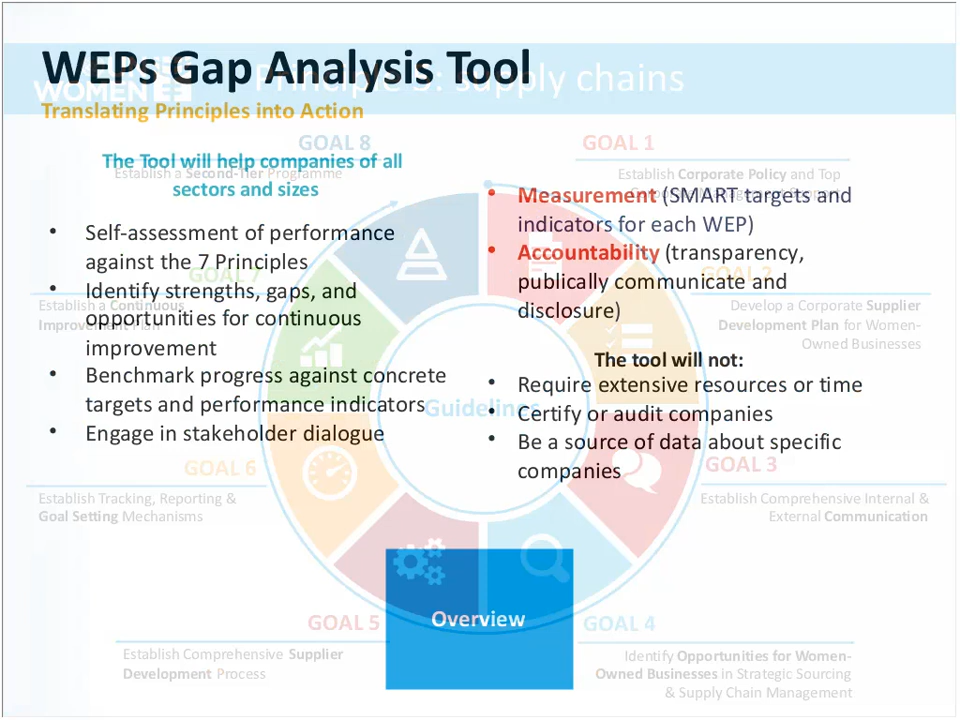 WEPs Gap Analysis Tool
WOMEN
Principle 5: supply chains
Translating Principles into Action
The Tool will help companies of all
sectors and sizes
• Self-assessment of performance
against the 7 Principles
• Identify strengths, gaps, and
opportunities for continuous
improvement
• Benchmark progress against concrete
targets and performance indicators
• Engage in stakeholder dialogue
• Measurement (SMART targets and
indicators for each WEP)
• Accountability (transparency,
publically communicate and
disclosure)
The tool will not:
• Require extensive resources or time
• Certify or audit companies
• Be a source of data about specific
companies
Overview
Guidelines
GOAL 1
Establish Corporate Policy and Top
GOAL 2
Develop a Corporate Supplier
Development Plan for Women-
Owned Businesses
GOAL 3
Establish Comprehensive Internal &
External Communication
GOAL 4
Identify Opportunities for Women-
Owned Businesses in Strategic Sourcing
& Supply Chain Management
GOAL 5
Establish Comprehensive Supplier
Development Process
GOAL 6
Establish Tracking, Reporting &
Goal Setting Mechanisms
GOAL 7
Establish a Continuous
Improvement Plan
GOAL 8
Establish a Second-Tier Programme